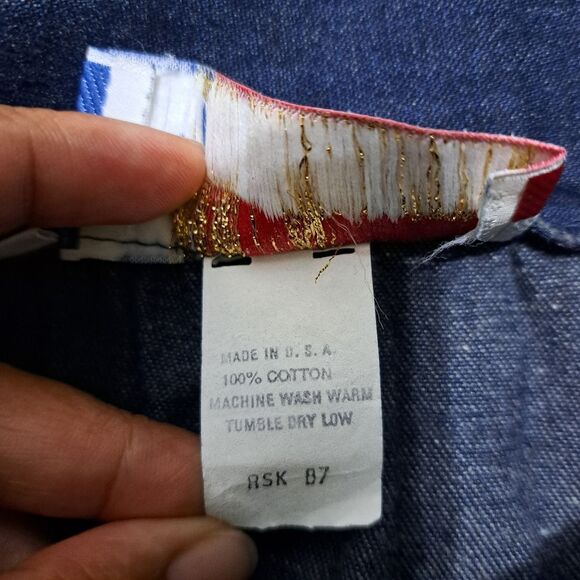 MADE IN U.S.A.
100% COTTON
MACHINE WASH WARM
TUMBLE DRY LOW
RSK 87